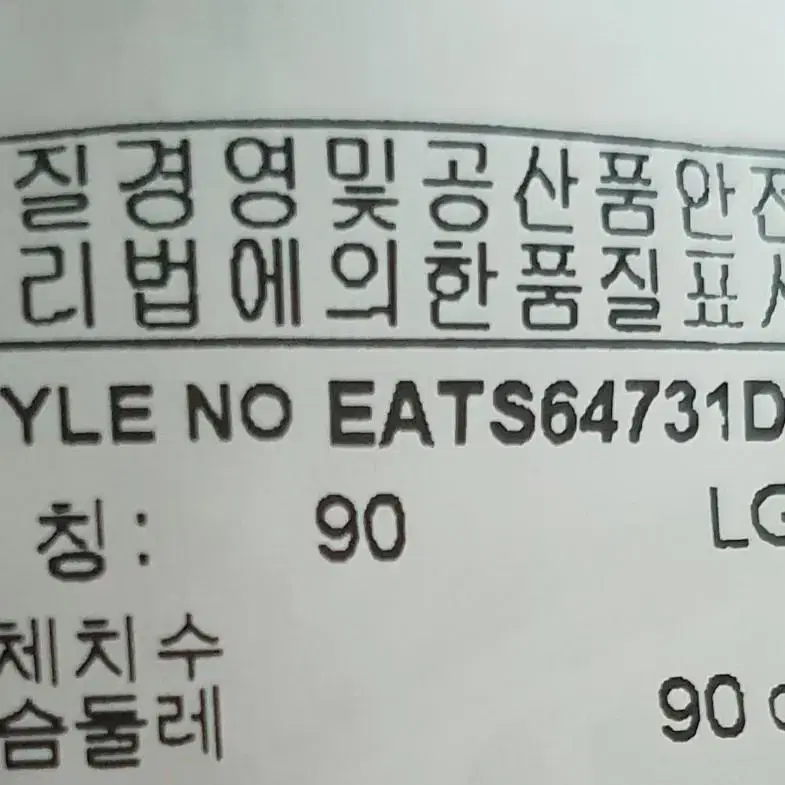 질경영및공산품안전
리법에의한품질표시
YLE NO EATS64731D
칭: 90 LG
체치수
슴둘레 90 c